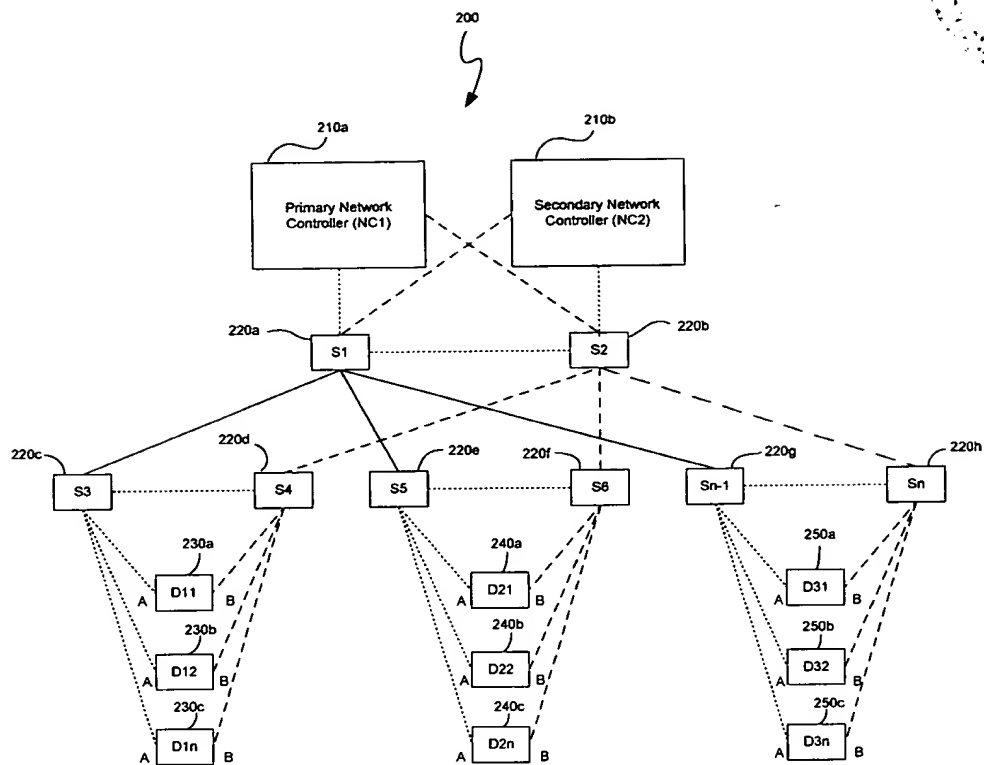 200
210a
210b
Primary Network
Controller (NC1)
Secondary Network
Controller (NC2)
220a
S1
S2
220b
220c
S3
220d
S4
S5
220e
220f
S6
Sn-1
220g
220h
Sn
230a
D11
A
B
230b
D12
A
B
230c
D1n
A
B
240a
D21
A
B
240b
D22
A
B
240c
D2n
A
B
250a
D31
A
B
250b
D32
A
B
250c
D3n
A
B